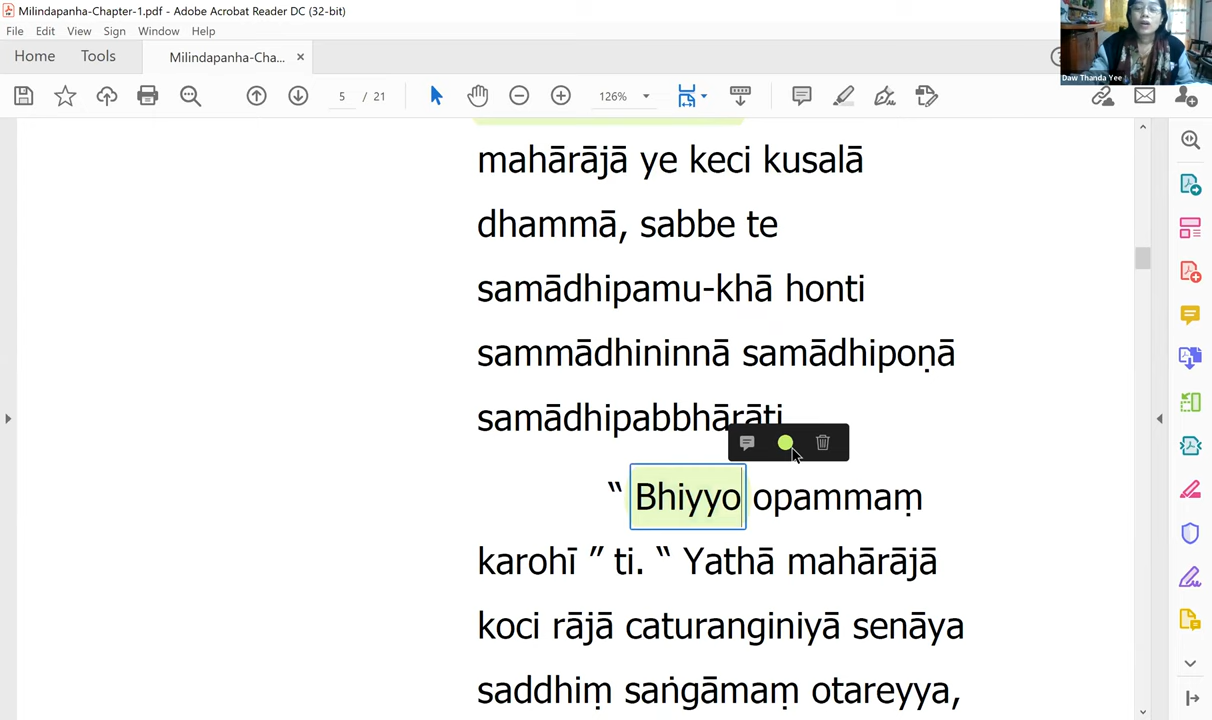 Milindapanha-Chapter-1.pdf - Adobe Acrobat Reader DC (32-bit)
File Edit View Sign Window Help
Home Tools Milindapanha-Cha... ×
5 / 21 126%
Daw Thanda Yee
mahārājā ye keci kusalā
dhammā, sabbe te
samādhipamu-khā honti
sammādhininnā samādhipoṇā
samādhipabbhārāti
“ Bhiyyo opammaṃ
karohī ” ti. “ Yathā mahārājā
koci rājā caturanginiyā senāya
saddhiṃ saṅgāmaṃ otareyya,